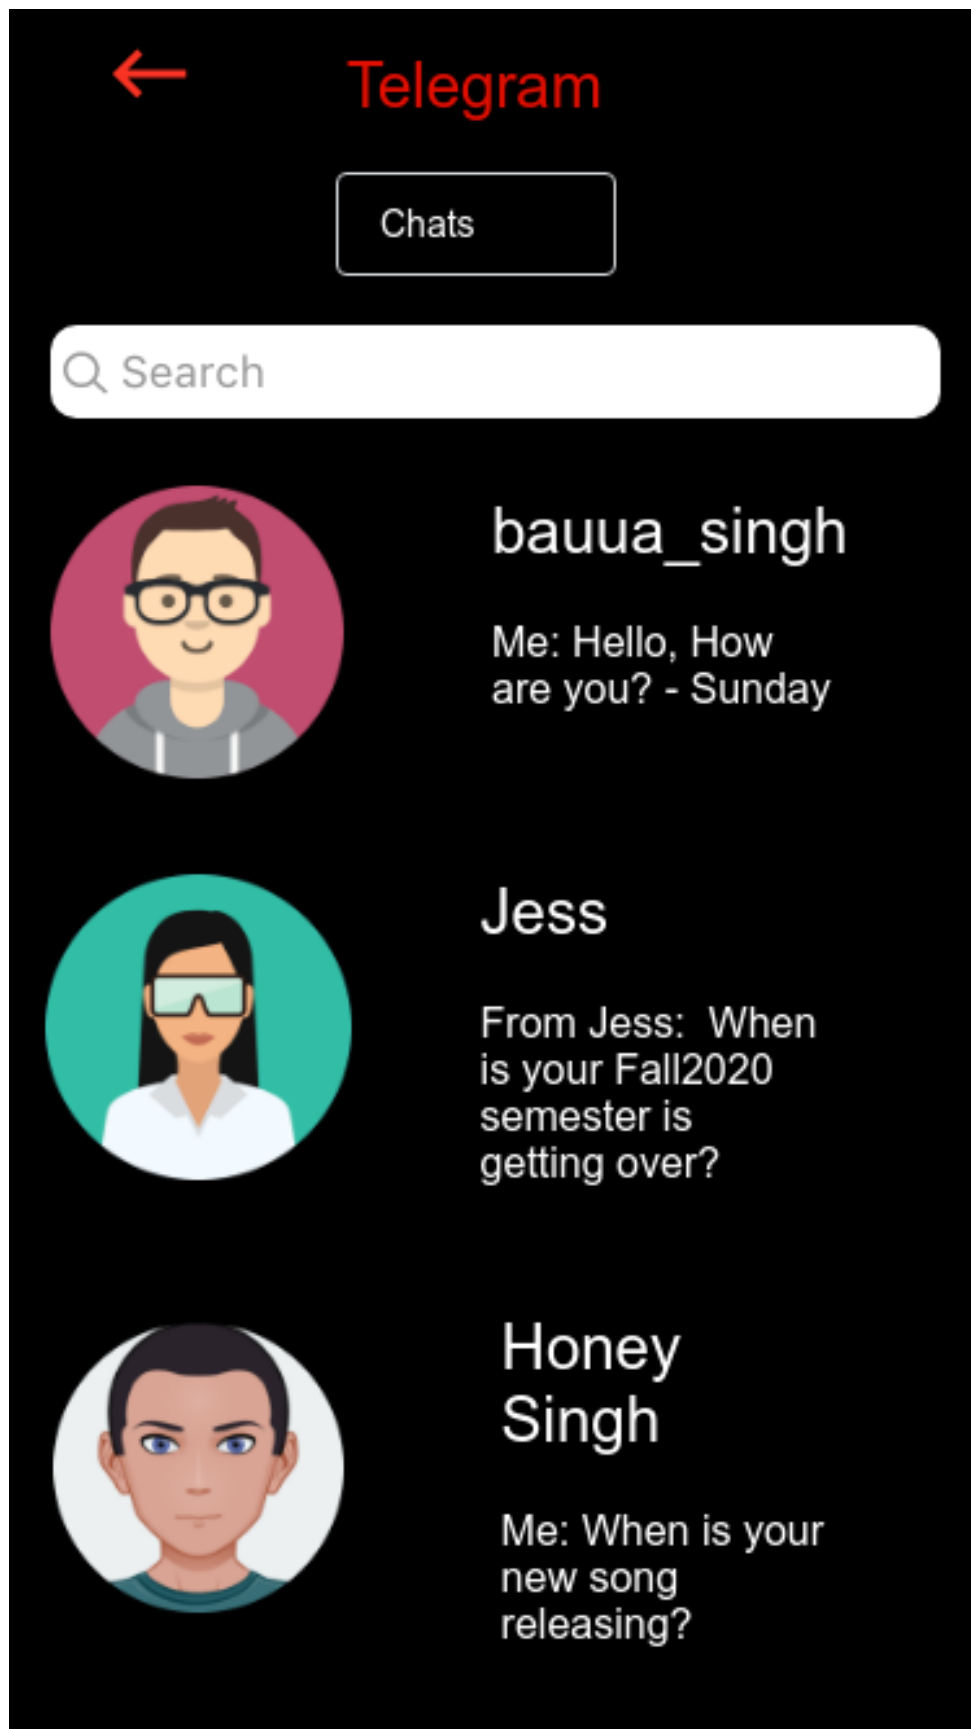 Telegram
Chats
Search
bauua_singh
Me: Hello, How
are you? - Sunday
Jess
From Jess:  When
is your Fall2020
semester is
getting over?
Honey
Singh
Me: When is your
new song
releasing?